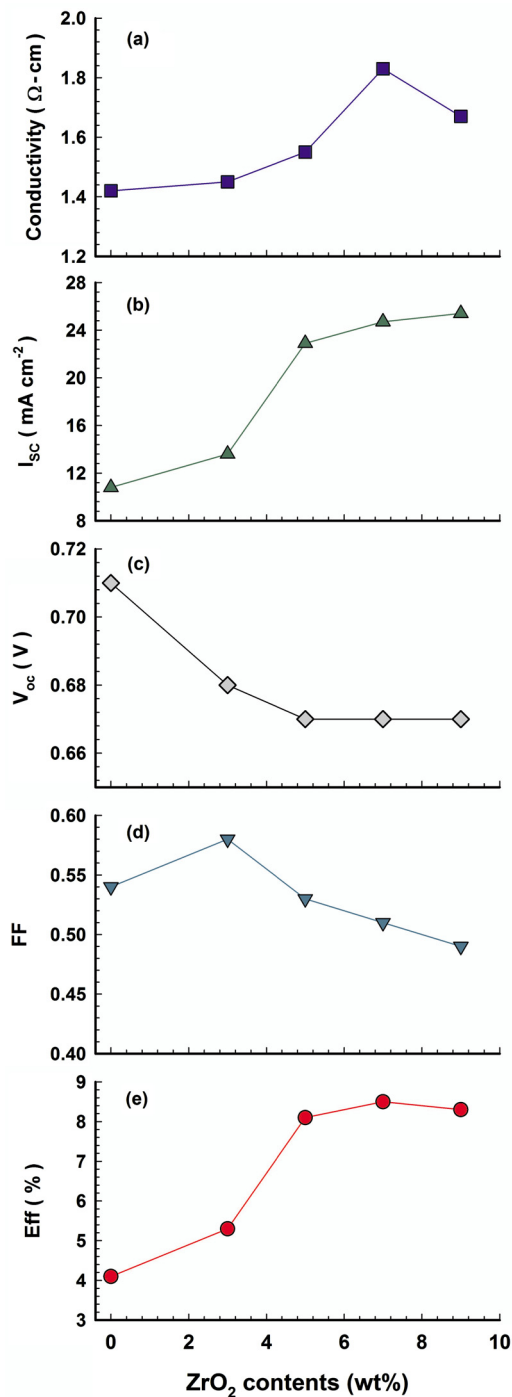 (a)
Conductivity ( Ω - cm )
2.0
1.8
1.6
1.4
1.2
(b)
I_SC ( mA cm⁻² )
28
24
20
16
12
8
(c)
V_oc ( V )
0.72
0.70
0.68
0.66
(d)
FF
0.60
0.55
0.50
0.45
0.40
(e)
Eff ( % )
9
8
7
6
5
4
3
0 2 4 6 8 10
ZrO₂ contents (wt%)